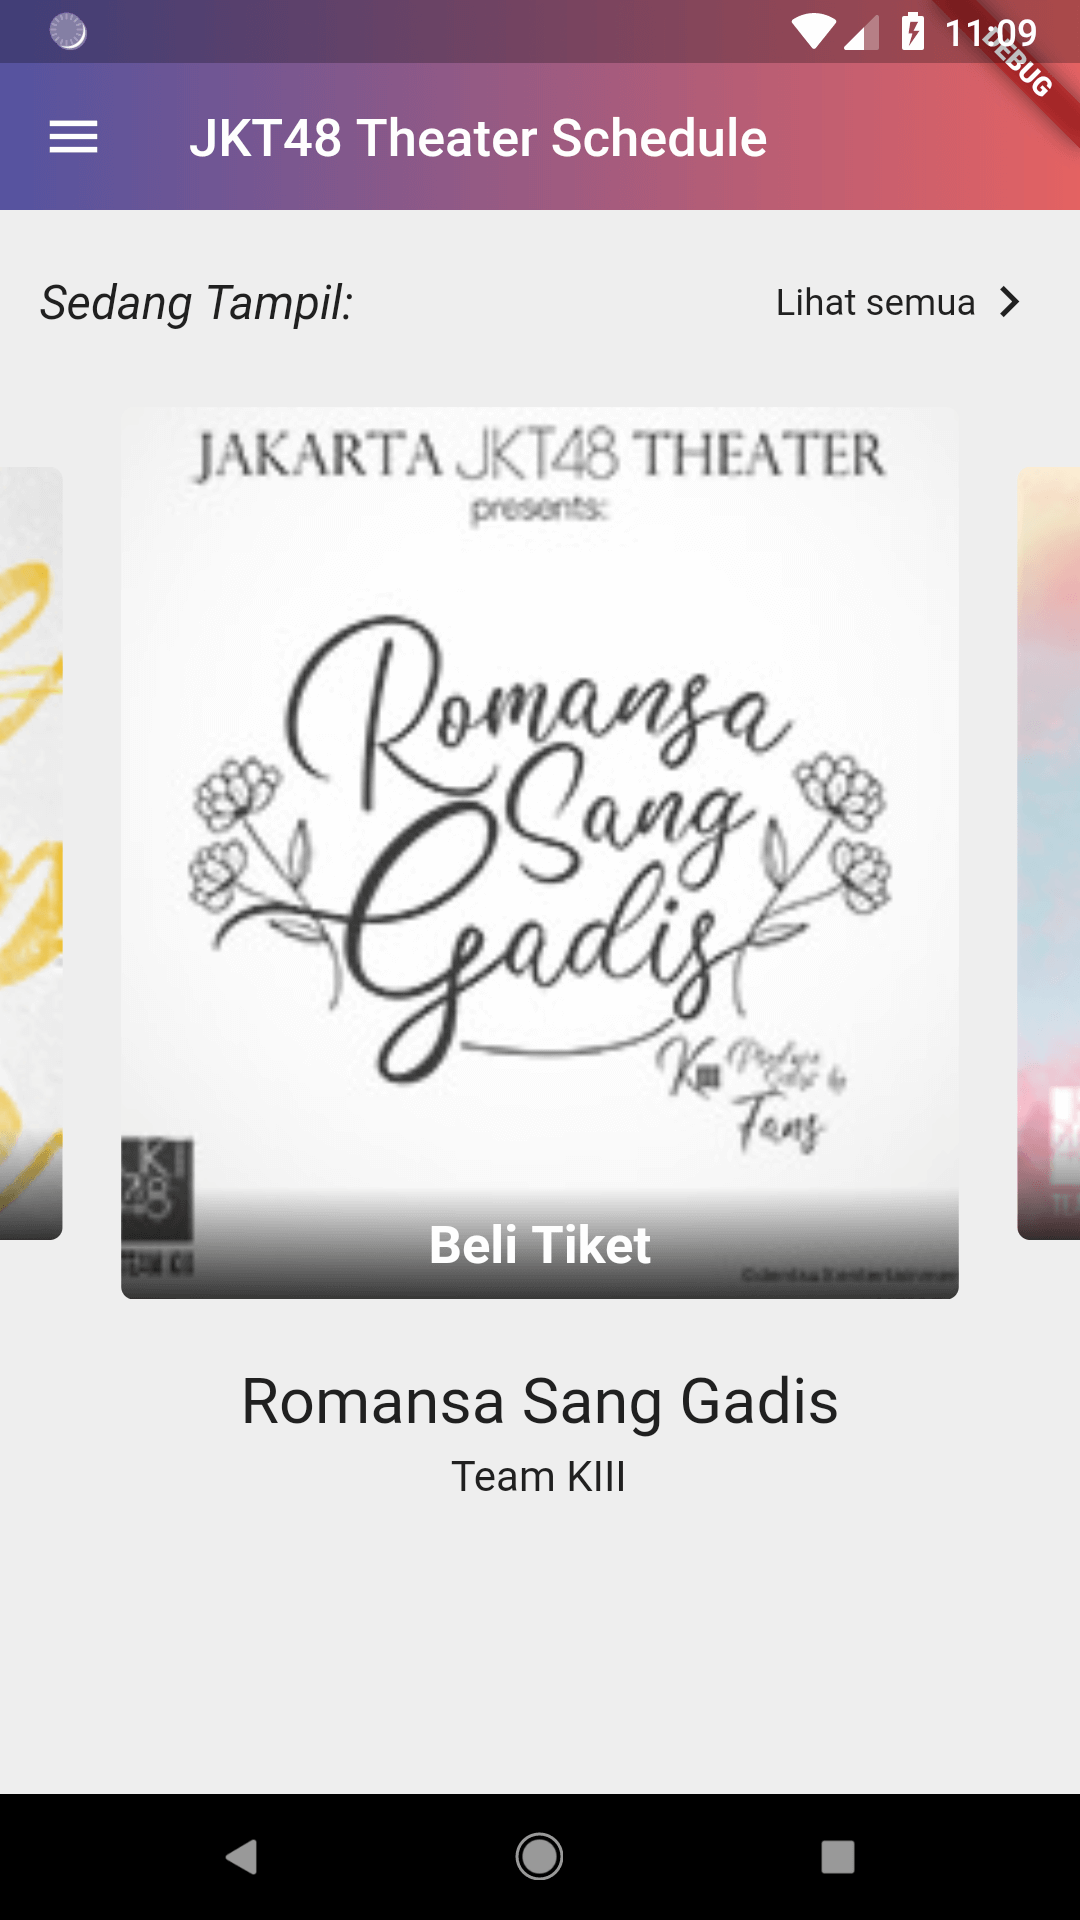 11:09
DEBUG
JKT48 Theater Schedule
Sedang Tampil:
Lihat semua
JAKARTA JKT48 THEATER
presents:
Romansa
Sang
Gadis
KIII
Fans
Beli Tiket
Romansa Sang Gadis
Team KIII